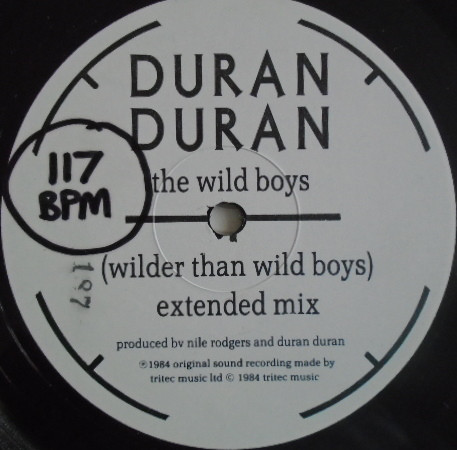 DURAN
DURAN
117
BPM
the wild boys
(wilder than wild boys)
extended mix
197
produced by nile rodgers and duran duran
℗1984 original sound recording made by
tritec music ltd © 1984 tritec music